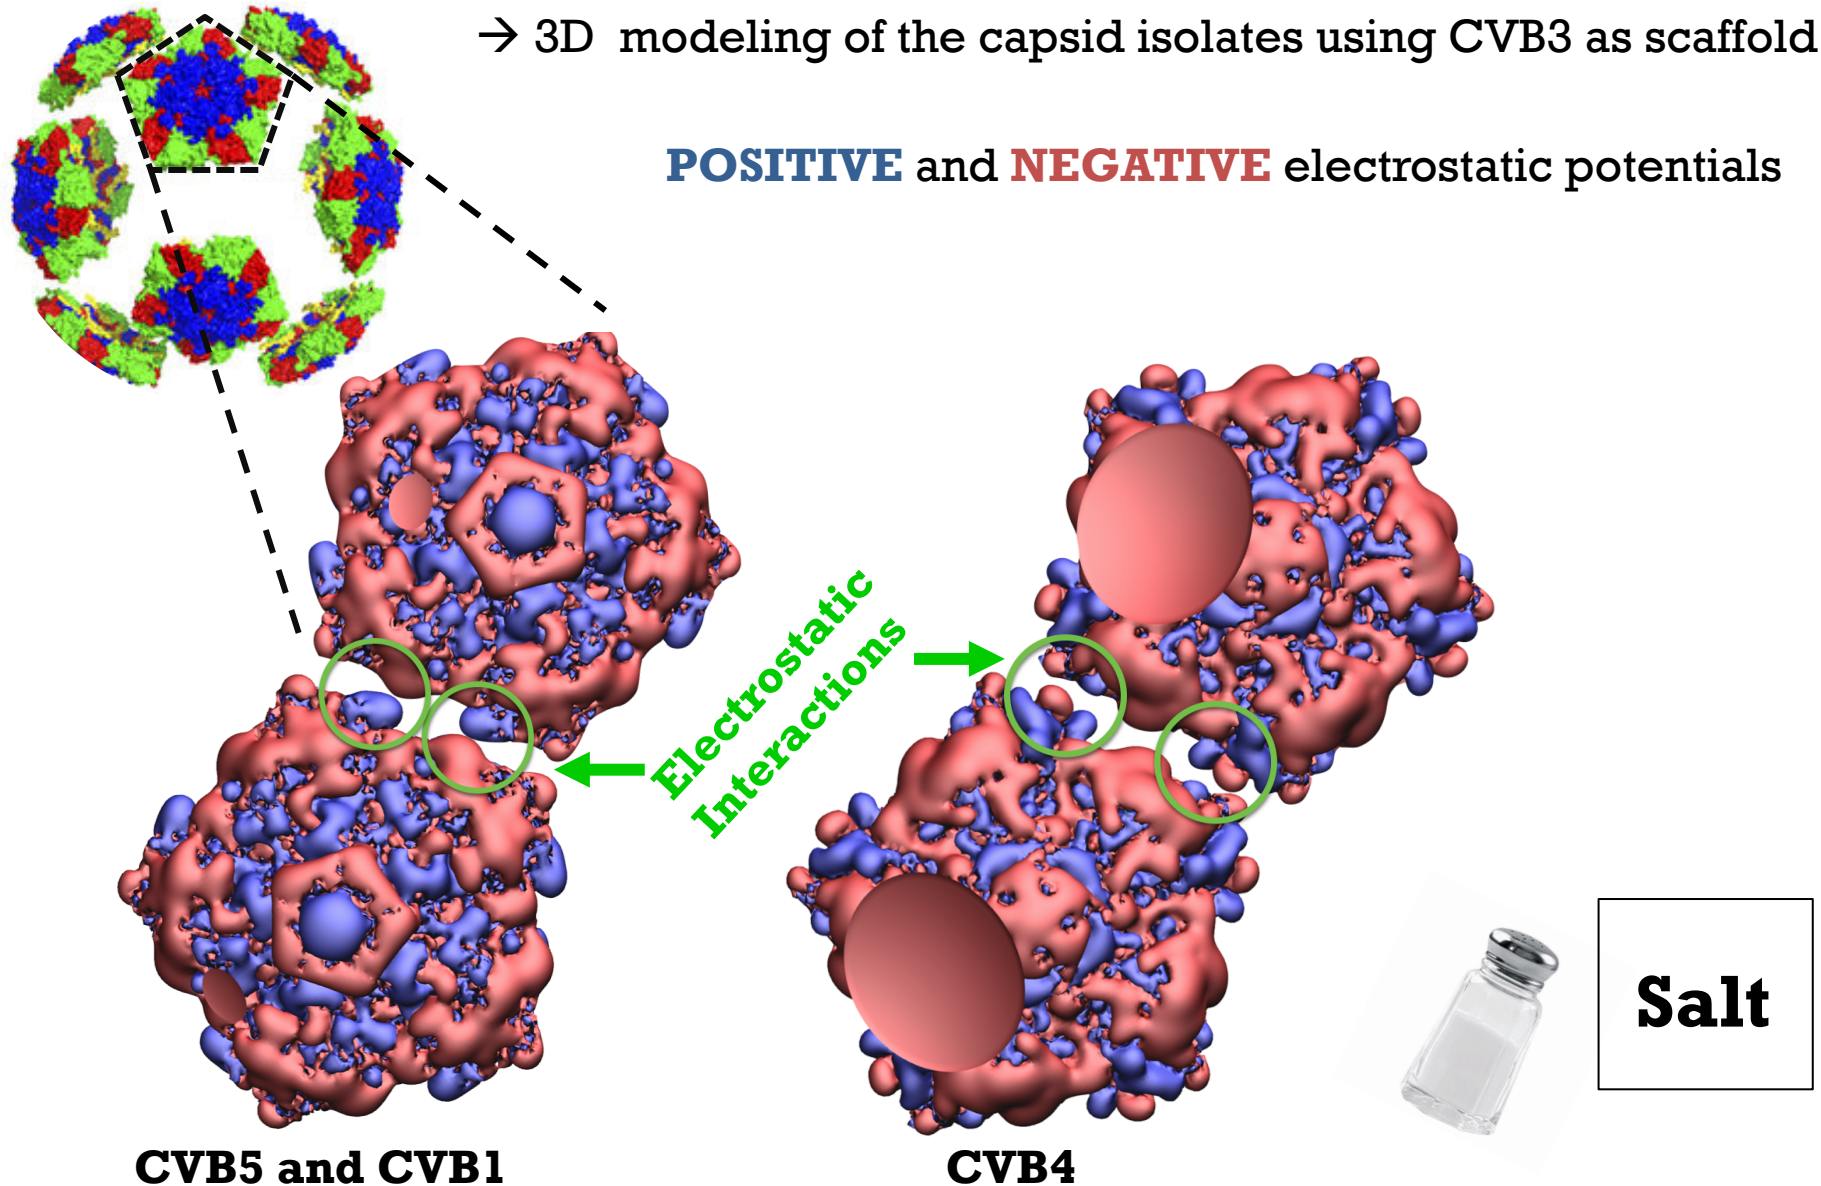 → 3D modeling of the capsid isolates using CVB3 as scaffold
POSITIVE and NEGATIVE electrostatic potentials
Electrostatic
Interactions
Salt
CVB5 and CVB1
CVB4